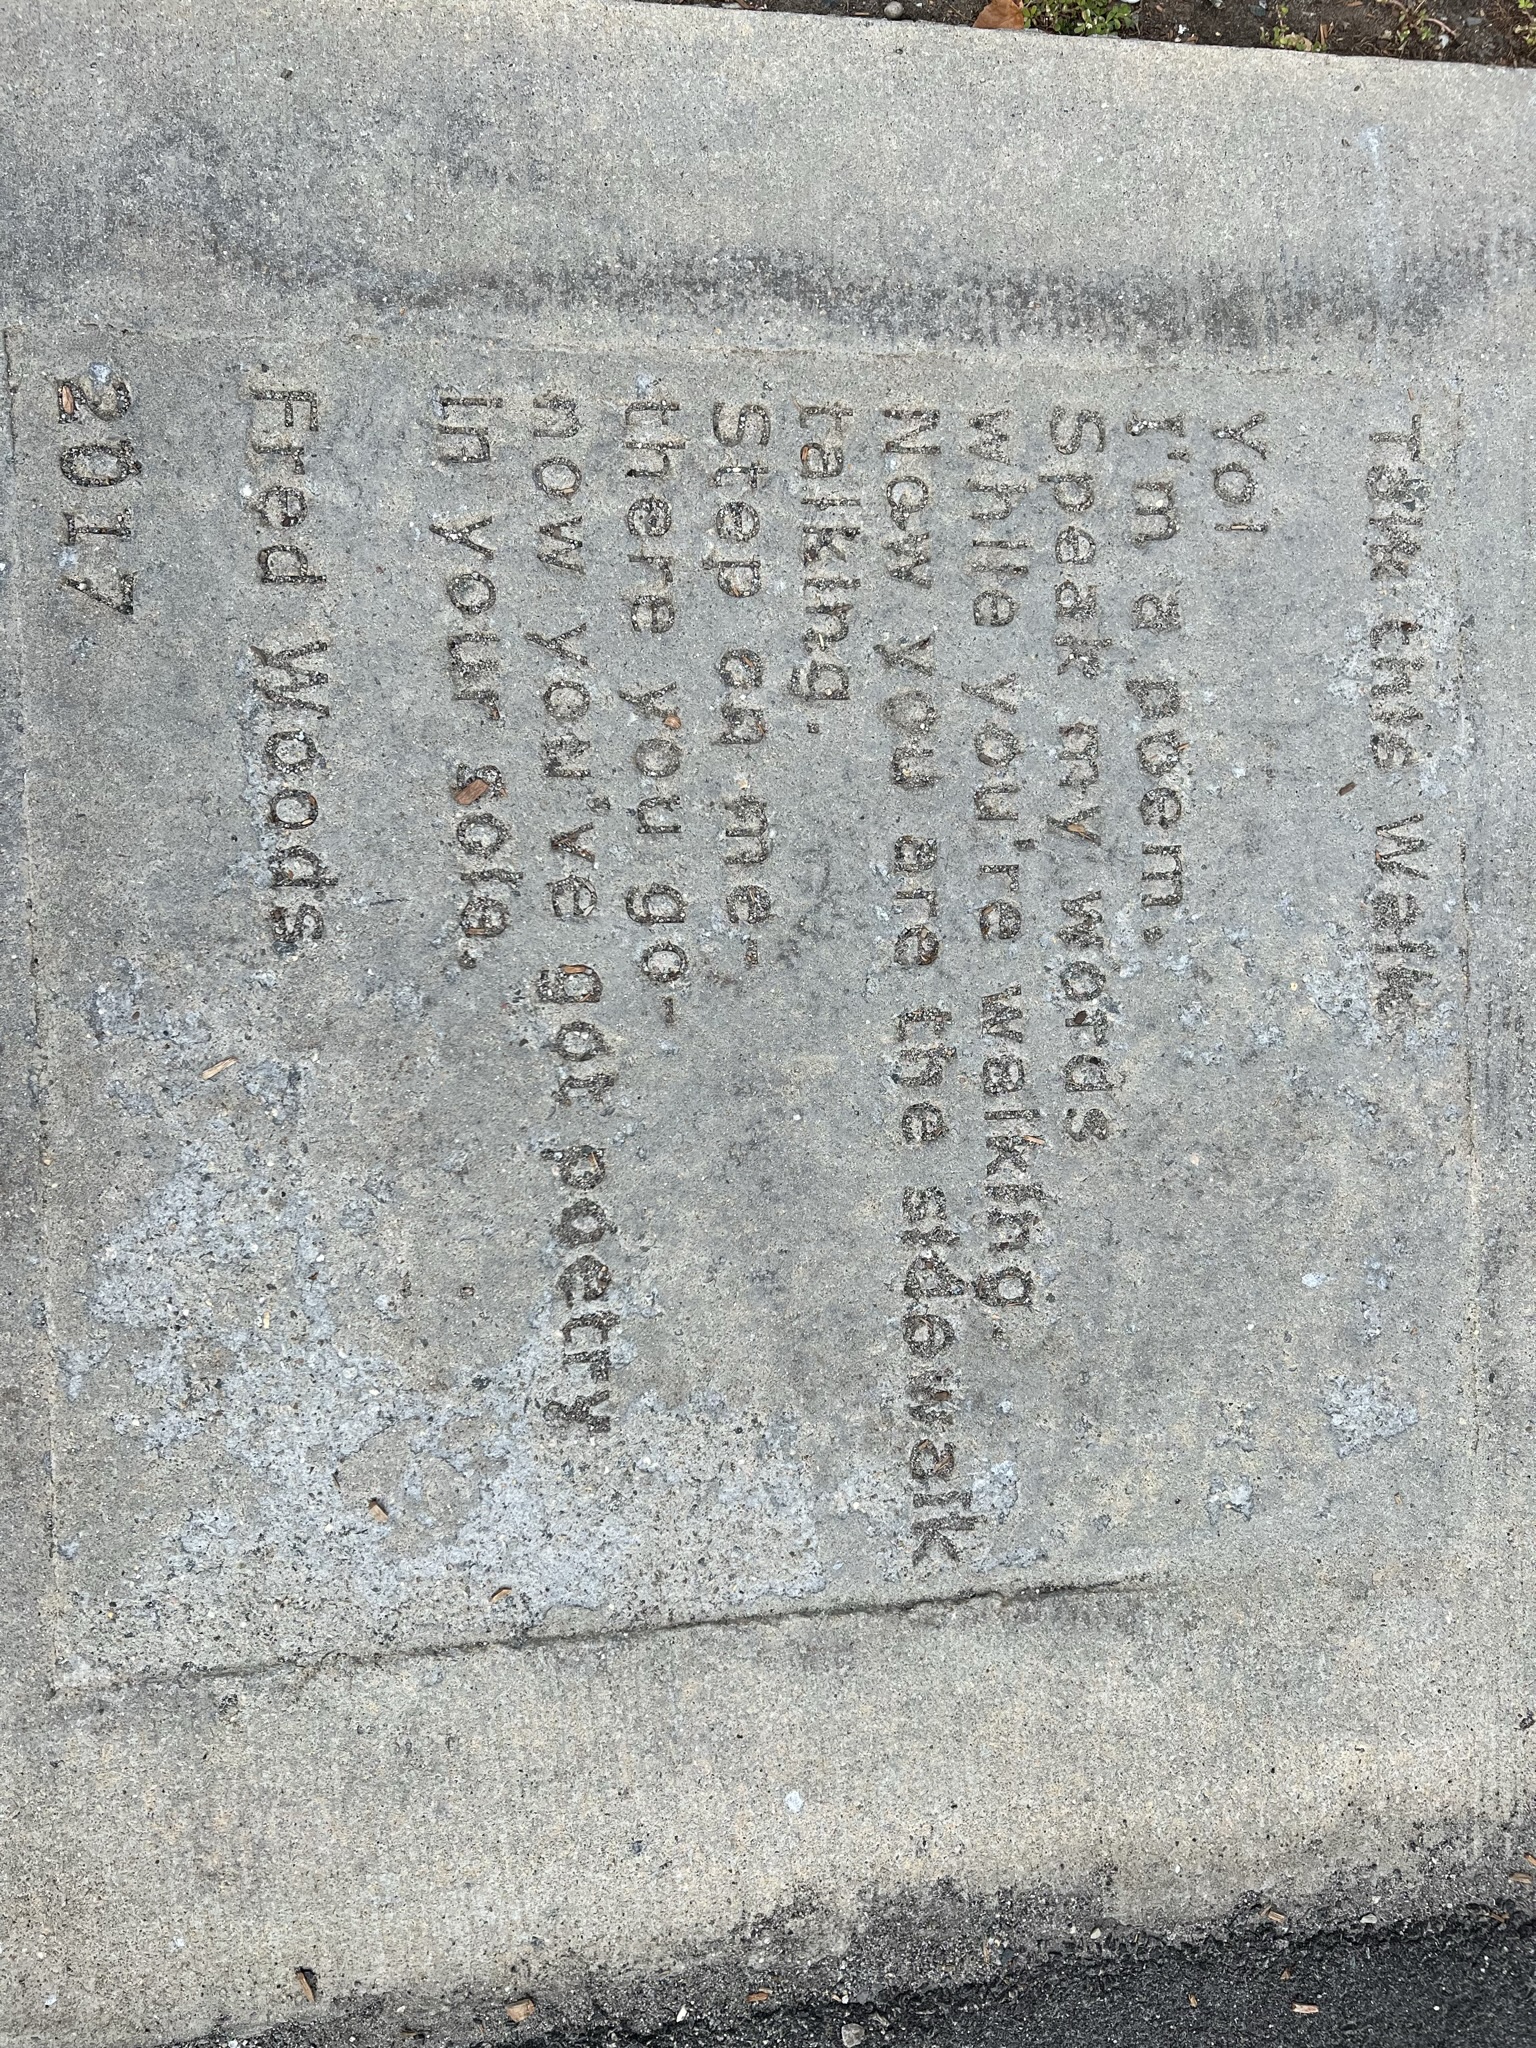 Talk this Walk
Yo!
I'm a poem.
Speak my words
while you're walking.
Now you are the sidewalk
talking.
Step on me-
there you go-
now you've got poetry
in your sole.
Fred Woods
2017